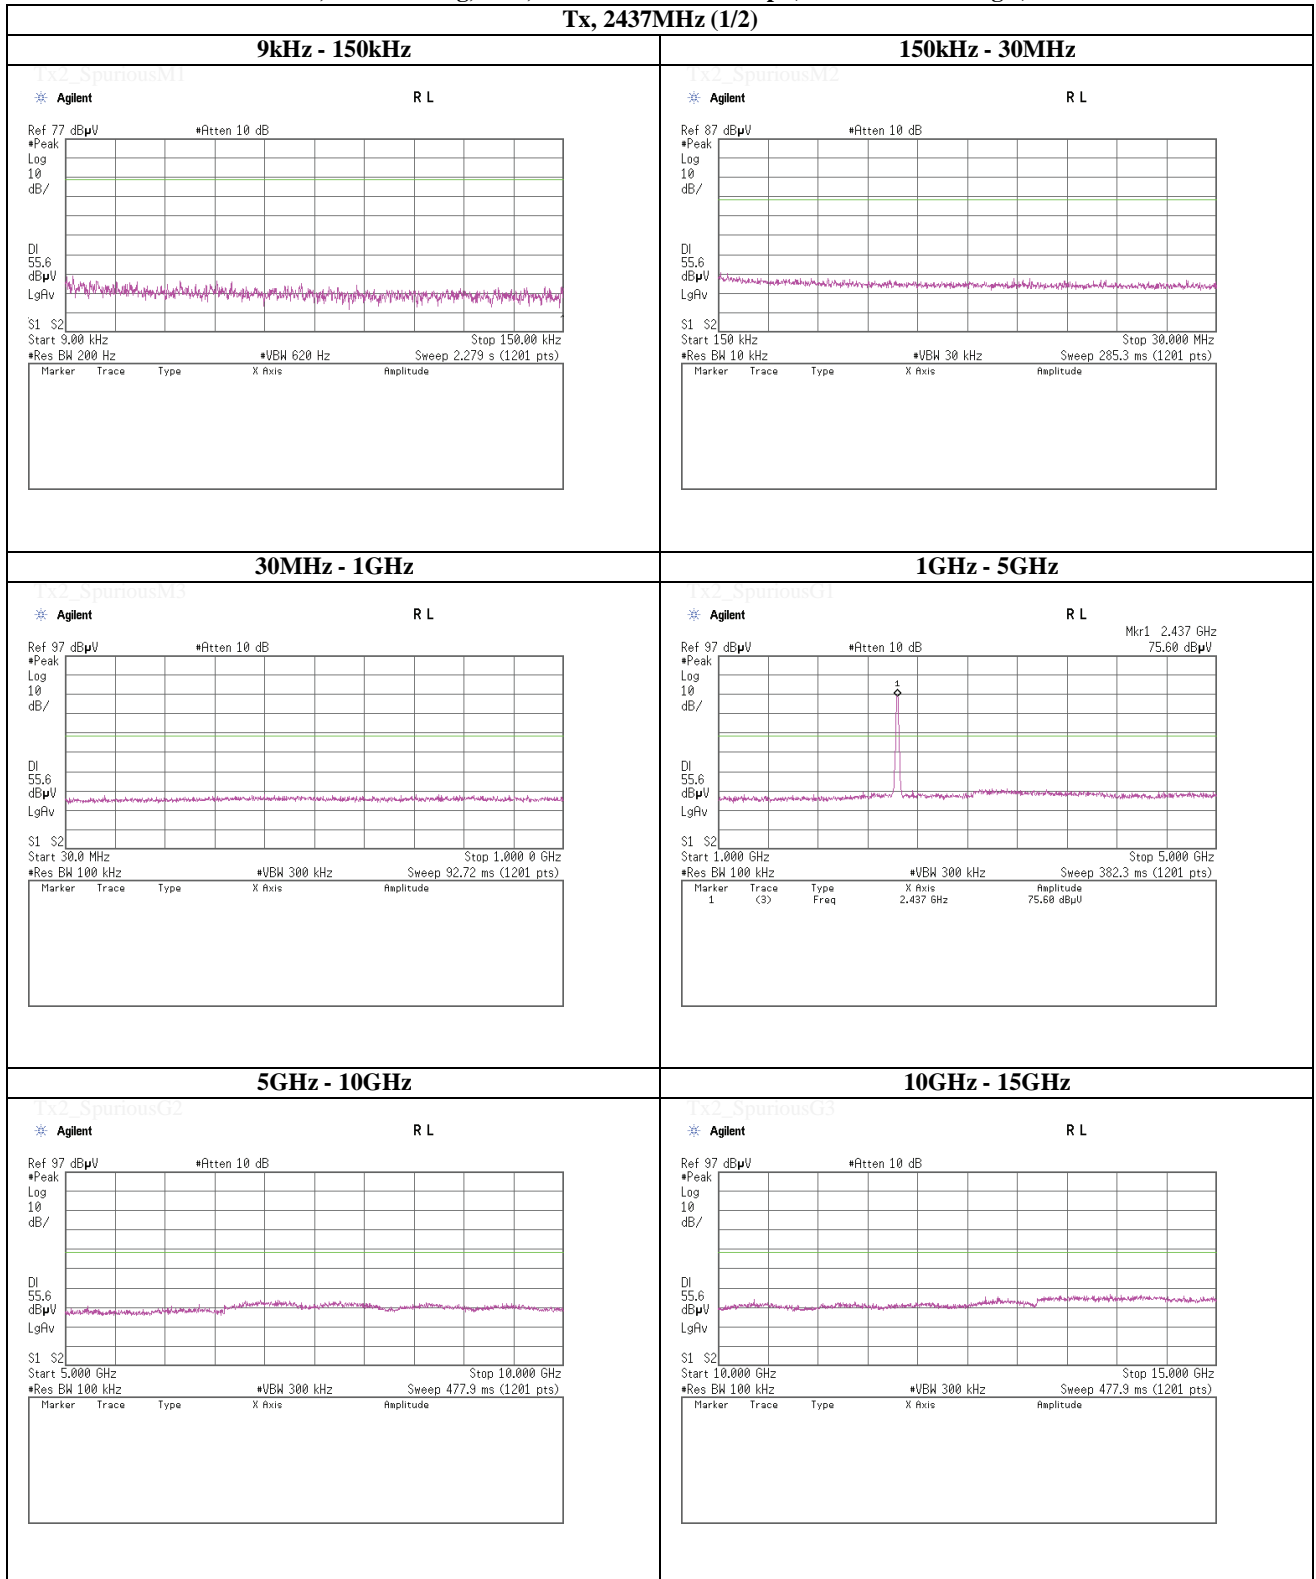 Tx, 2437MHz (1/2)
9kHz - 150kHz
150kHz - 30MHz
Tx2_SpuriousM1
Agilent
R L
Ref 77 dBµV
#Atten 10 dB
#Peak
Log
10
dB/
DI
55.6
dBµV
LgAv
S1 S2
Start 9.00 kHz
Stop 150.00 kHz
#Res BW 200 Hz
#VBW 620 Hz
Sweep 2.279 s (1201 pts)
Marker Trace Type X Axis Amplitude
Tx2_SpuriousM2
Agilent
R L
Ref 87 dBµV
#Atten 10 dB
#Peak
Log
10
dB/
DI
55.6
dBµV
LgAv
S1 S2
Start 150 kHz
Stop 30.000 MHz
#Res BW 10 kHz
#VBW 30 kHz
Sweep 285.3 ms (1201 pts)
Marker Trace Type X Axis Amplitude
30MHz - 1GHz
1GHz - 5GHz
Tx2_SpuriousM3
Agilent
R L
Ref 97 dBµV
#Atten 10 dB
#Peak
Log
10
dB/
DI
55.6
dBµV
LgAv
S1 S2
Start 30.0 MHz
Stop 1.000 0 GHz
#Res BW 100 kHz
#VBW 300 kHz
Sweep 92.72 ms (1201 pts)
Marker Trace Type X Axis Amplitude
Tx2_SpuriousG1
Agilent
R L
Mkr1 2.437 GHz
Ref 97 dBµV
#Atten 10 dB
75.60 dBµV
#Peak
Log
10
dB/
1
DI
55.6
dBµV
LgAv
S1 S2
Start 1.000 GHz
Stop 5.000 GHz
#Res BW 100 kHz
#VBW 300 kHz
Sweep 382.3 ms (1201 pts)
Marker Trace Type X Axis Amplitude
1 (3) Freq 2.437 GHz 75.60 dBµV
5GHz - 10GHz
10GHz - 15GHz
Tx2_SpuriousG2
Agilent
R L
Ref 97 dBµV
#Atten 10 dB
#Peak
Log
10
dB/
DI
55.6
dBµV
LgAv
S1 S2
Start 5.000 GHz
Stop 10.000 GHz
#Res BW 100 kHz
#VBW 300 kHz
Sweep 477.9 ms (1201 pts)
Marker Trace Type X Axis Amplitude
Tx2_SpuriousG3
Agilent
R L
Ref 97 dBµV
#Atten 10 dB
#Peak
Log
10
dB/
DI
55.6
dBµV
LgAv
S1 S2
Start 10.000 GHz
Stop 15.000 GHz
#Res BW 100 kHz
#VBW 300 kHz
Sweep 477.9 ms (1201 pts)
Marker Trace Type X Axis Amplitude